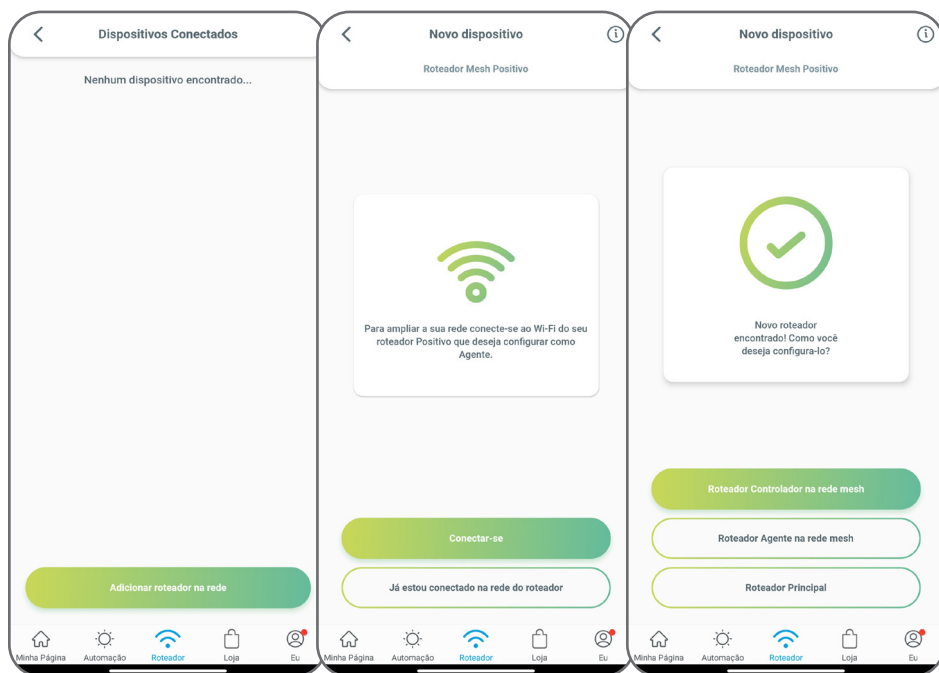 Dispositivos Conectados
Nenhum dispositivo encontrado...
Adicionar roteador na rede
Minha Página
Automação
Roteador
Loja
Eu
Novo dispositivo
Roteador Mesh Positivo
Para ampliar a sua rede conecte-se ao Wi-Fi do seu
roteador Positivo que deseja configurar como
Agente.
Conectar-se
Já estou conectado na rede do roteador
Minha Página
Automação
Roteador
Loja
Eu
Novo dispositivo
Roteador Mesh Positivo
Novo roteador
encontrado! Como você
deseja configura-lo?
Roteador Controlador na rede mesh
Roteador Agente na rede mesh
Roteador Principal
Minha Página
Automação
Roteador
Loja
Eu